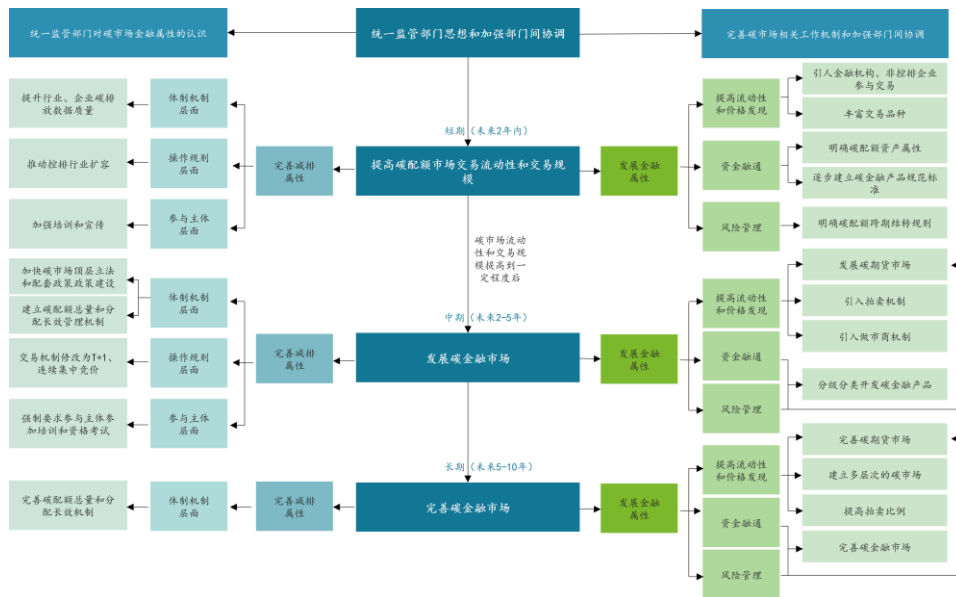 统一监管部门对碳市场金融属性的认识
统一监管部门思想和加强部门间协调
完善碳市场相关工作机制和加强部门间协调
提升行业、企业碳排
放数据质量
体制机制
层面
推动控排行业扩容
操作规则
层面
加强培训和宣传
参与主体
层面
完善减排
属性
短期（未来2年内）
提高碳配额市场交易流动性和交易规
模
发展金融
属性
提高流动性
和价格发现
引人金融机构、非控排企业
参与交易
丰富交易品种
资金融通
明确碳配额资产属性
逐步建立碳金融产品规范标
准
风险管理
明确碳配额跨期结转规则
碳市场流动
性和交易规
模提高到一
定程度后
加快碳市场顶层立法
和配套政策政策建设
建立碳配额总量和分
配长效管理机制
体制机制
层面
交易机制修改为T+1、
连续集中竞价
操作规则
层面
强制要求参与主体参
加培训和资格考试
参与主体
层面
完善减排
属性
中期（未来2-5年）
发展碳金融市场
发展金融
属性
提高流动性
和价格发现
发展碳期货市场
引入拍卖机制
引入做市商机制
资金融通
分级分类开发碳金融产品
风险管理
完善碳配额总量和分
配长效机制
体制机制
层面
完善减排
属性
长期（未来5-10年）
完善碳金融市场
发展金融
属性
提高流动性
和价格发现
完善碳期货市场
建立多层次的碳市场
提高拍卖比例
资金融通
完善碳金融市场
风险管理